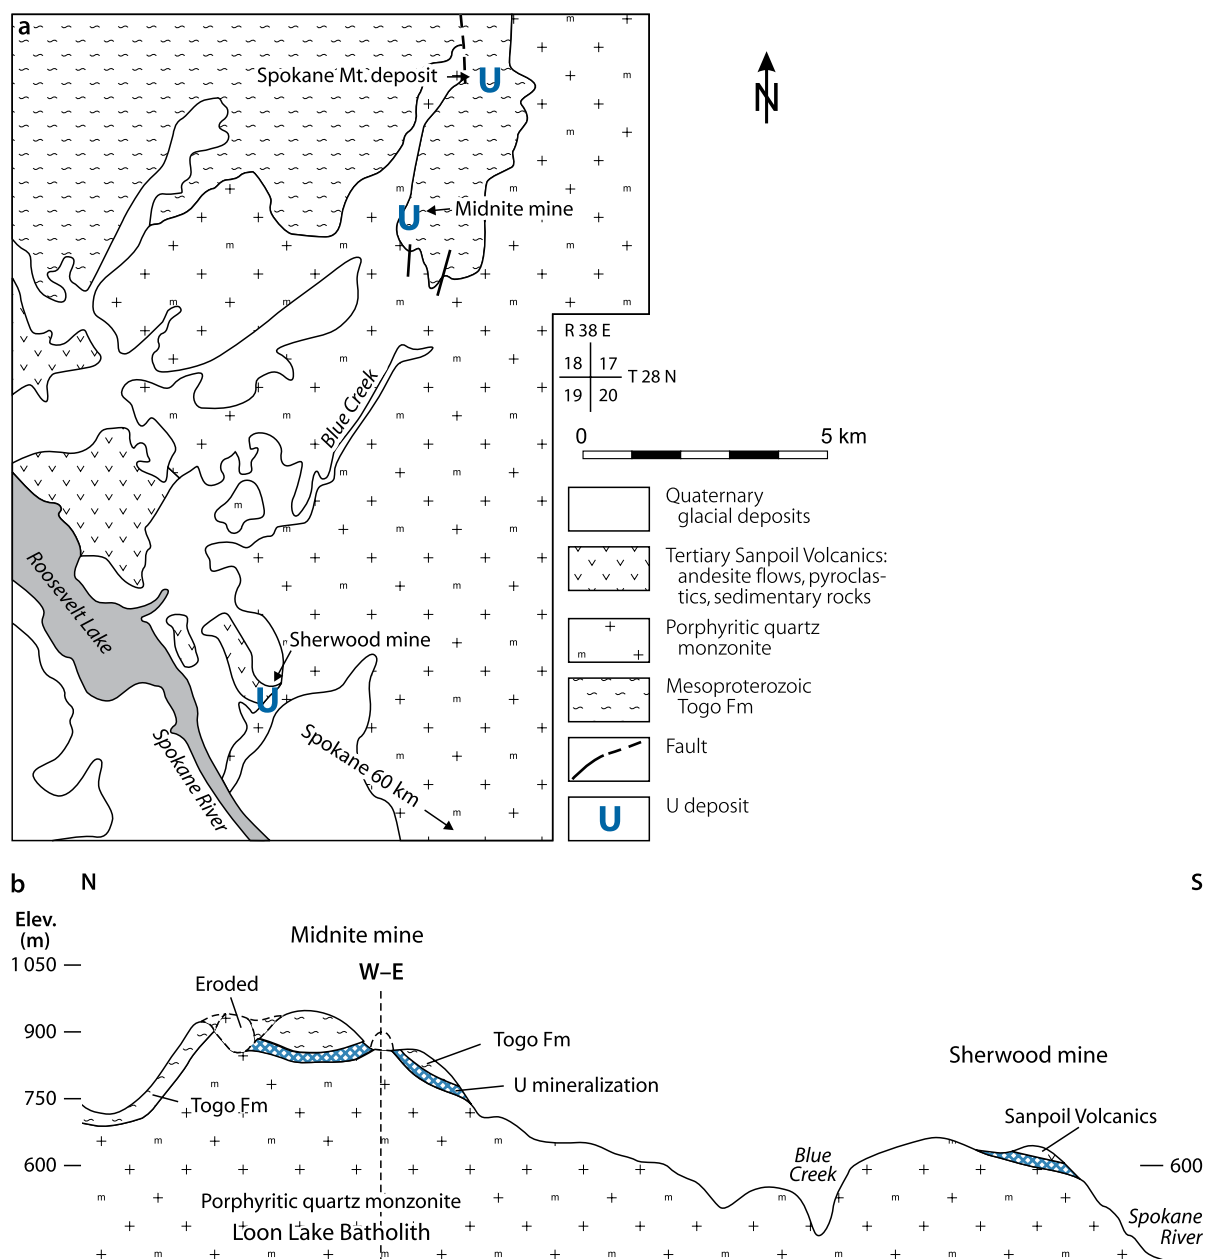 a
Spokane Mt. deposit
U
N
U
Midnite mine
R 38 E
18 17
T 28 N
19 20
Blue Creek
0 5 km
Quaternary
glacial deposits
Tertiary Sanpoil Volcanics:
andesite flows, pyroclas-
tics, sedimentary rocks
Roosevelt Lake
Porphyritic quartz
monzonite
Sherwood mine
U
Mesoproterozoic
Togo Fm
Spokane River
Spokane 60 km
Fault
U
U deposit
b
N
S
Elev.
(m)
Midnite mine
1 050
W–E
Eroded
900
Togo Fm
Sherwood mine
U mineralization
750
Togo Fm
Sanpoil Volcanics
600
Blue
Creek
600
Porphyritic quartz monzonite
Loon Lake Batholith
Spokane
River